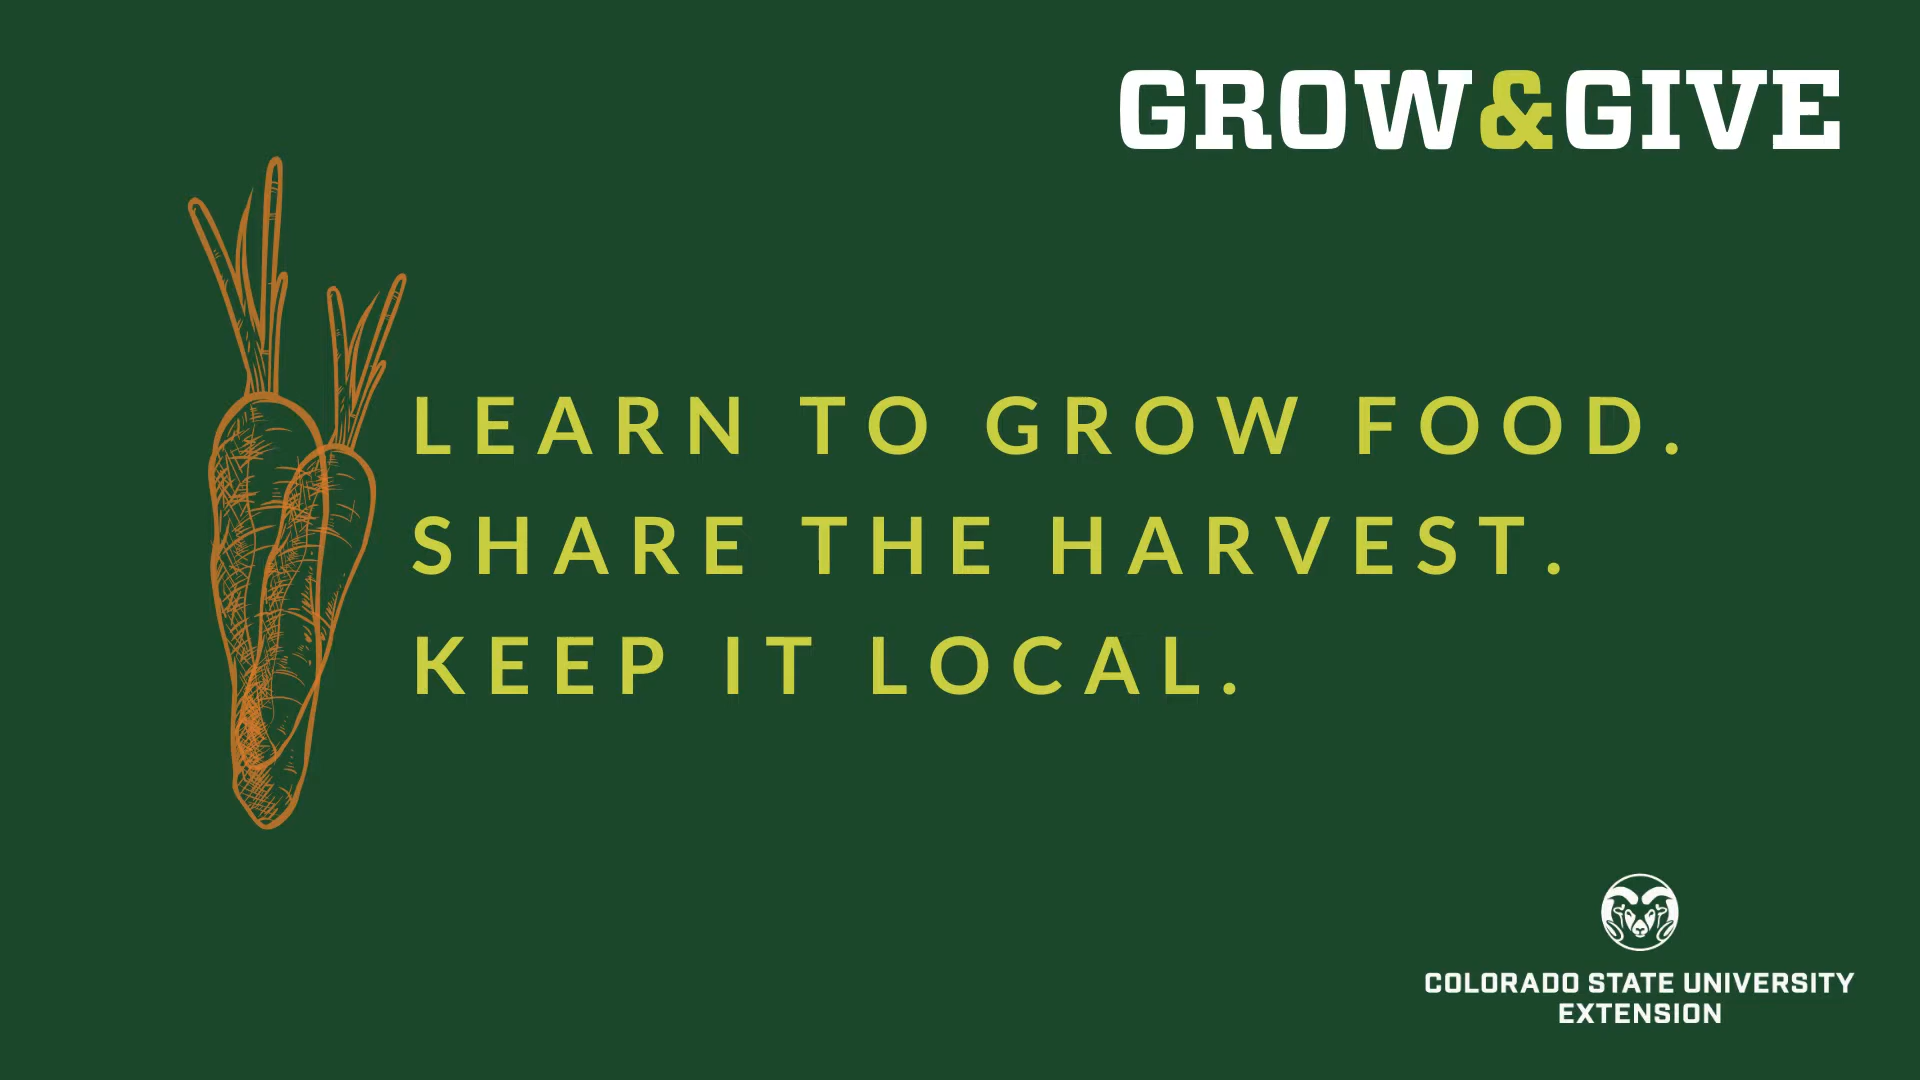 GROW&GIVE
LEARN TO GROW FOOD.
SHARE THE HARVEST.
KEEP IT LOCAL.
COLORADO STATE UNIVERSITY
EXTENSION